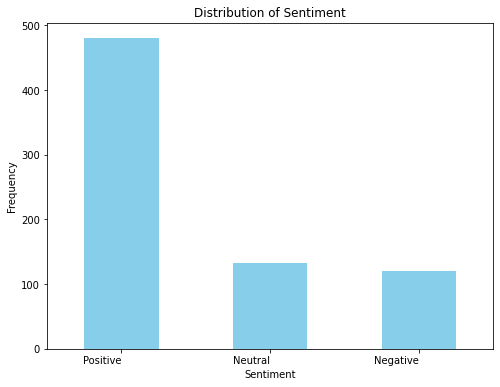 Distribution of Sentiment
500
400
300
200
100
0
Frequency
Positive
Neutral
Negative
Sentiment